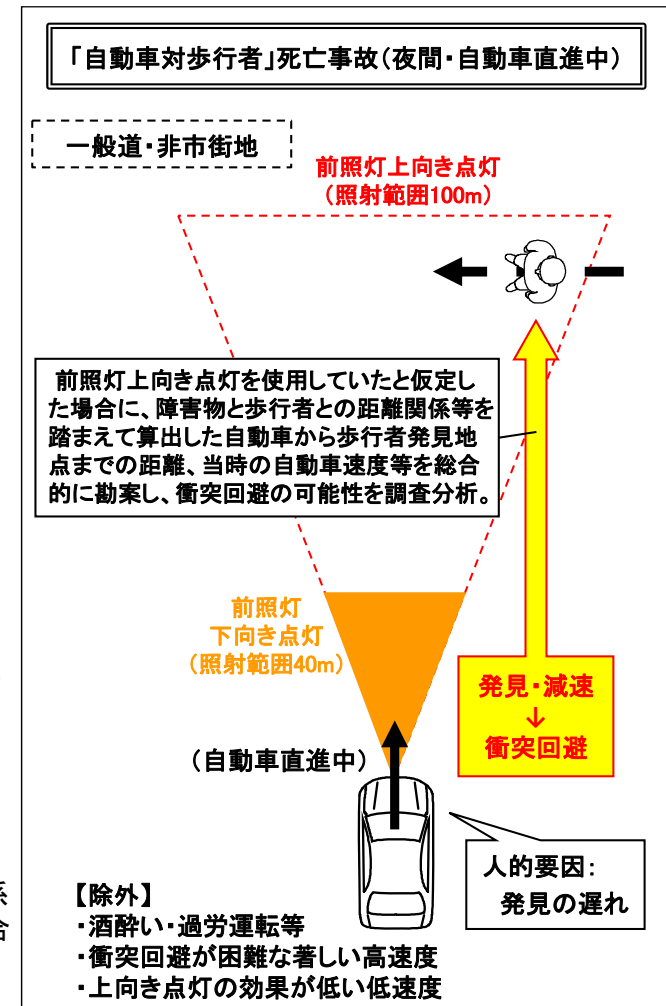 「自動車対歩行者」死亡事故(夜間・自動車直進中)
一般道・非市街地
前照灯上向き点灯
(照射範囲100m)
前照灯上向き点灯を使用していたと仮定し
た場合に、障害物と歩行者との距離関係等を
踏まえて算出した自動車から歩行者発見地
点までの距離、当時の自動車速度等を総合
的に勘案し、衝突回避の可能性を調査分析。
前照灯
下向き点灯
(照射範囲40m)
発見・減速
↓
衝突回避
(自動車直進中)
人的要因:
発見の遅れ
係
合
【除外】
・酒酔い・過労運転等
・衝突回避が困難な著しい高速度
・上向き点灯の効果が低い低速度